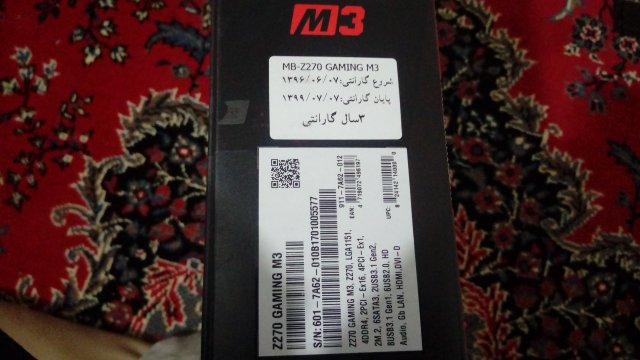 M3
MB-Z270 GAMING M3
شروع گارانتی:۱۳۹۶/۰۶/۰۷
پایان گارانتی:۱۳۹۹/۰۷/۰۷
۳سال گارانتی
Z270 GAMING M3
S/N: 601-7A62-010B1701005577
911-7A62-012
EAN:
UPC:
Z270 GAMING M3, Z270, LGA1151,
4DDR4, 2PCI-Ex16, 4PCI-Ex1,
2M.2, 6SATA3, 2USB3.1 Gen2,
8USB3.1 Gen1, 6USB2.0, HD
Audio, Gb LAN, HDMI,DVI-D